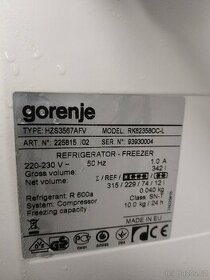 gorenje
TYPE: HZS3567AFV MODEL: RK62358OC-L
ART. N° 225815 /02 SER. N° 93930004
REFRIGERATOR - FREEZER
220-230 V ~ 50 Hz 1.0 A
Gross volume: 342 l
Net volume: Σ / REF /
315 / 229 / 74 / 12 l
Refrigerant: R 600a 0.040 kg
System: Compressor Class: SN-T
Freezing capacity: 10.0 kg / 24 h
MADE IN EU